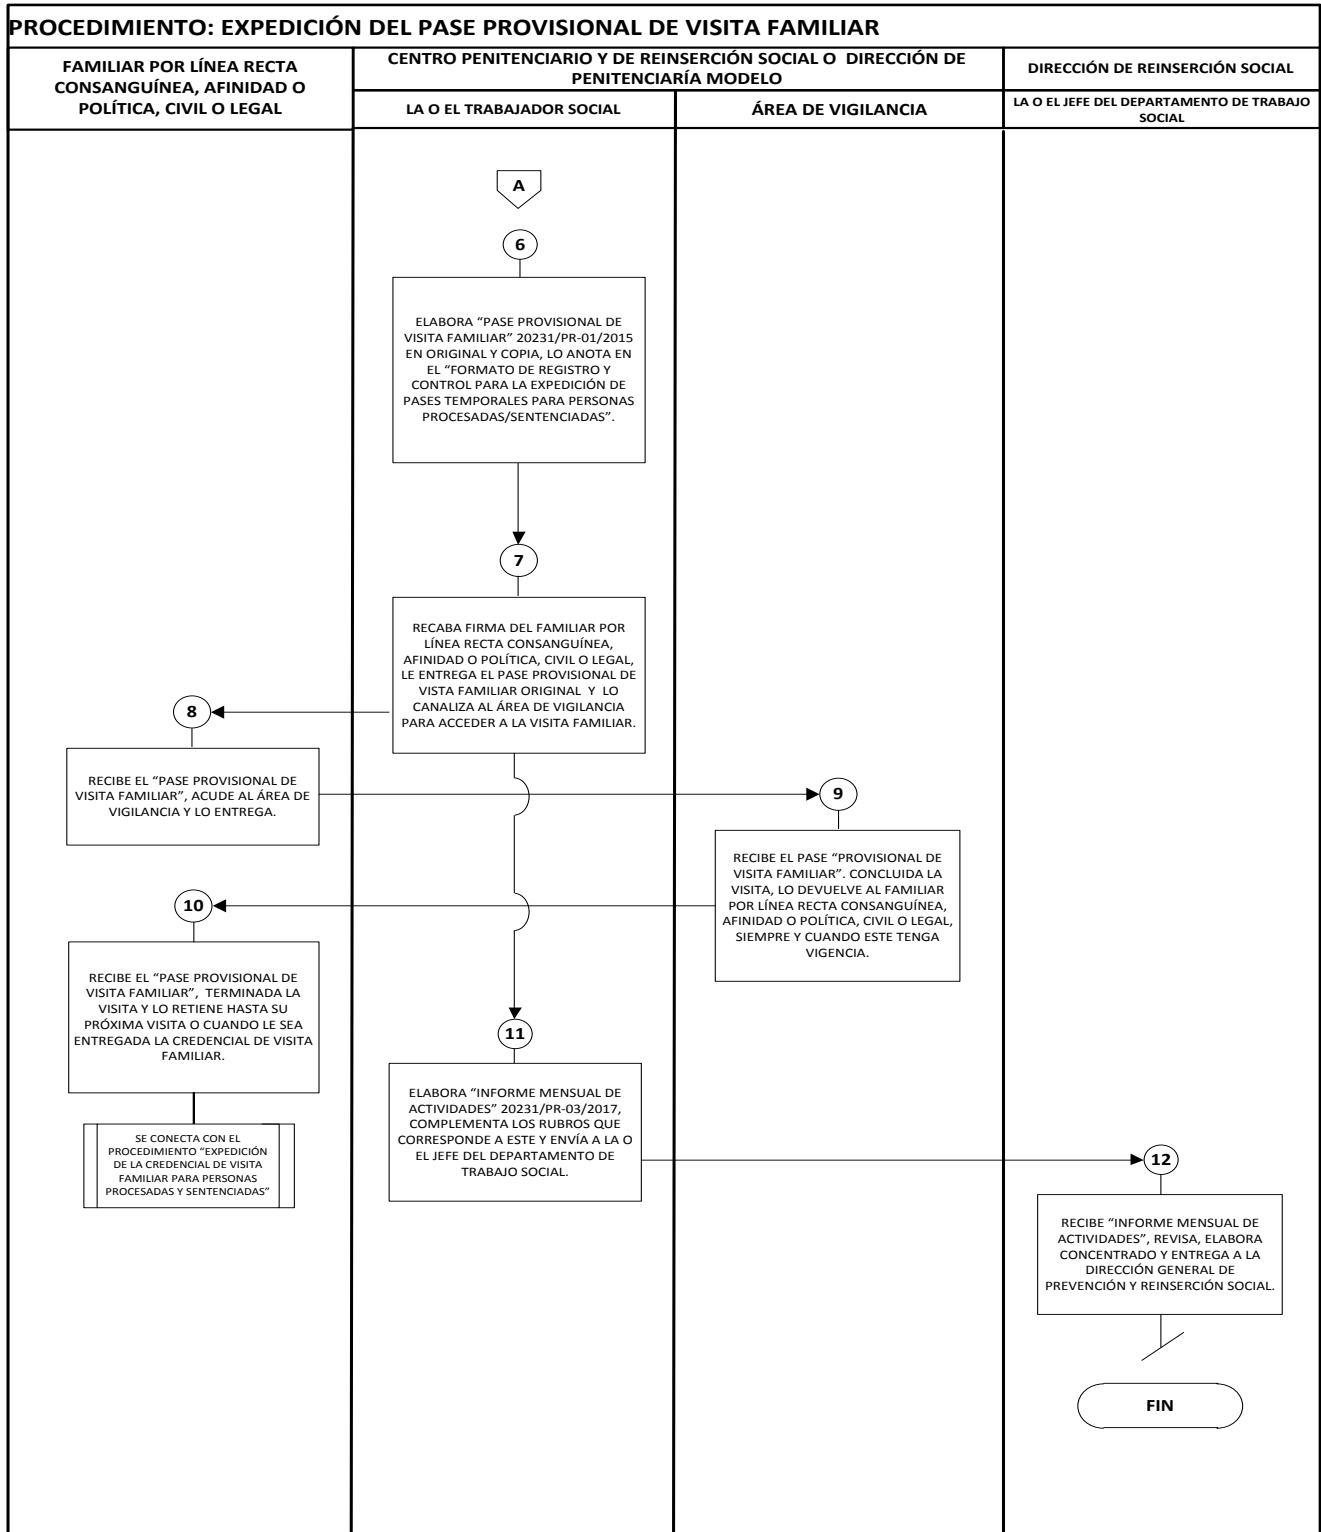 PROCEDIMIENTO: EXPEDICIÓN DEL PASE PROVISIONAL DE VISITA FAMILIAR
FAMILIAR POR LÍNEA RECTA
CONSANGUÍNEA, AFINIDAD O
POLÍTICA, CIVIL O LEGAL
CENTRO PENITENCIARIO Y DE REINSERCIÓN SOCIAL O DIRECCIÓN DE
PENITENCIARÍA MODELO
DIRECCIÓN DE REINSERCIÓN SOCIAL
LA O EL TRABAJADOR SOCIAL
ÁREA DE VIGILANCIA
LA O EL JEFE DEL DEPARTAMENTO DE TRABAJO
SOCIAL
A
6
ELABORA “PASE PROVISIONAL DE
VISITA FAMILIAR” 20231/PR-01/2015
EN ORIGINAL Y COPIA, LO ANOTA EN
EL “FORMATO DE REGISTRO Y
CONTROL PARA LA EXPEDICIÓN DE
PASES TEMPORALES PARA PERSONAS
PROCESADAS/SENTENCIADAS”.
7
RECABA FIRMA DEL FAMILIAR POR
LÍNEA RECTA CONSANGUÍNEA,
AFINIDAD O POLÍTICA, CIVIL O LEGAL,
LE ENTREGA EL PASE PROVISIONAL DE
VISTA FAMILIAR ORIGINAL Y LO
CANALIZA AL ÁREA DE VIGILANCIA
PARA ACCEDER A LA VISITA FAMILIAR.
8
RECIBE EL “PASE PROVISIONAL DE
VISITA FAMILIAR”, ACUDE AL ÁREA DE
VIGILANCIA Y LO ENTREGA.
9
RECIBE EL PASE “PROVISIONAL DE
VISITA FAMILIAR”. CONCLUIDA LA
VISITA, LO DEVUELVE AL FAMILIAR
POR LÍNEA RECTA CONSANGUÍNEA,
AFINIDAD O POLÍTICA, CIVIL O LEGAL,
SIEMPRE Y CUANDO ESTE TENGA
VIGENCIA.
10
RECIBE EL “PASE PROVISIONAL DE
VISITA FAMILIAR”, TERMINADA LA
VISITA Y LO RETIENE HASTA SU
PRÓXIMA VISITA O CUANDO LE SEA
ENTREGADA LA CREDENCIAL DE VISITA
FAMILIAR.
SE CONECTA CON EL
PROCEDIMIENTO “EXPEDICIÓN
DE LA CREDENCIAL DE VISITA
FAMILIAR PARA PERSONAS
PROCESADAS Y SENTENCIADAS”
11
ELABORA “INFORME MENSUAL DE
ACTIVIDADES” 20231/PR-03/2017,
COMPLEMENTA LOS RUBROS QUE
CORRESPONDE A ESTE Y ENVÍA A LA O
EL JEFE DEL DEPARTAMENTO DE
TRABAJO SOCIAL.
12
RECIBE “INFORME MENSUAL DE
ACTIVIDADES”, REVISA, ELABORA
CONCENTRADO Y ENTREGA A LA
DIRECCIÓN GENERAL DE
PREVENCIÓN Y REINSERCIÓN SOCIAL.
FIN